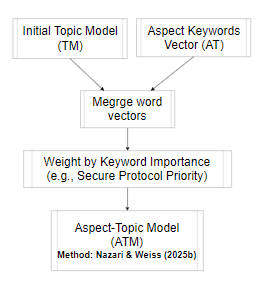 Initial Topic Model
(TM)
Aspect Keywords
Vector (AT)
Megrge word
vectors
Weight by Keyword Importance
(e.g., Secure Protocol Priority)
Aspect-Topic Model
(ATM)
Method: Nazari & Weiss (2025b)